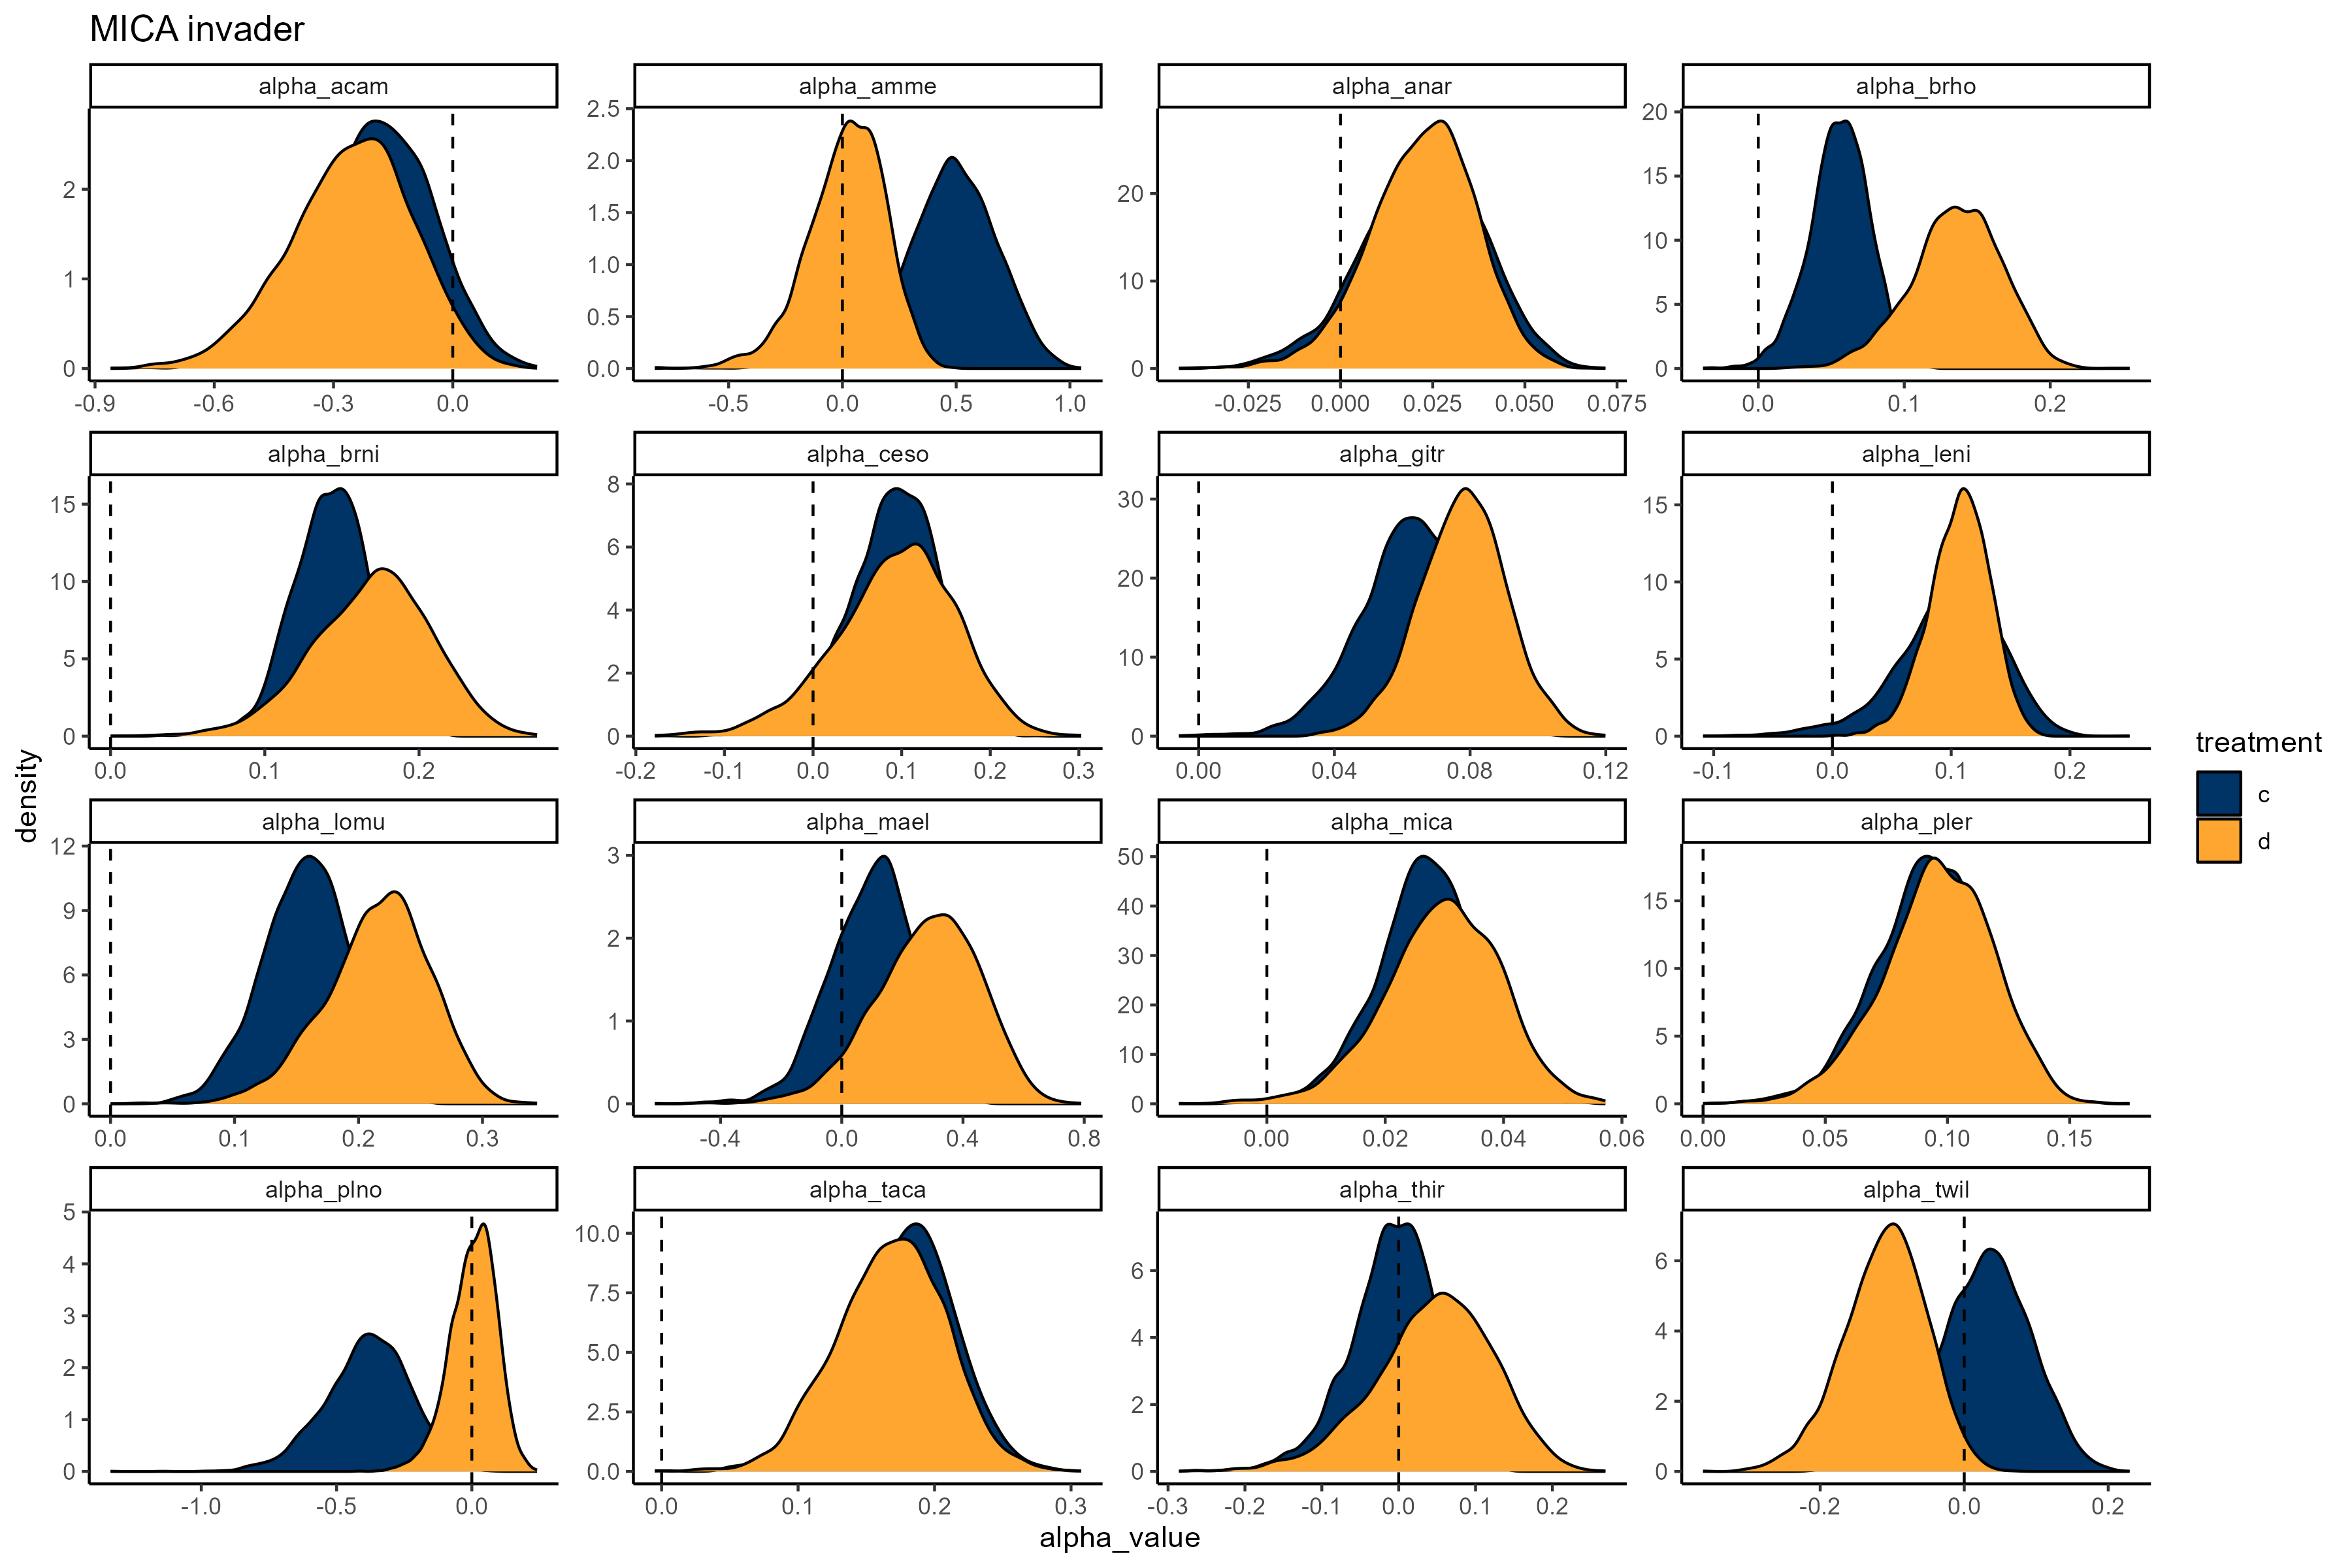 MICA invader
alpha_acam
alpha_amme
alpha_anar
alpha_brho
2
1
0
-0.9 -0.6 -0.3 0.0
2.5
2.0
1.5
1.0
0.5
0.0
-0.5 0.0 0.5 1.0
20
10
0
-0.025 0.000 0.025 0.050 0.075
20
15
10
5
0
0.0 0.1 0.2
alpha_brni
alpha_ceso
alpha_gitr
alpha_leni
15
10
5
0
0.0 0.1 0.2
8
6
4
2
0
-0.2 -0.1 0.0 0.1 0.2 0.3
30
20
10
0
0.00 0.04 0.08 0.12
15
10
5
0
-0.1 0.0 0.1 0.2
alpha_lomu
alpha_mael
alpha_mica
alpha_pler
12
9
6
3
0
0.0 0.1 0.2 0.3
3
2
1
0
-0.4 0.0 0.4 0.8
50
40
30
20
10
0
0.00 0.02 0.04 0.06
15
10
5
0
0.00 0.05 0.10 0.15
alpha_plno
alpha_taca
alpha_thir
alpha_twil
5
4
3
2
1
0
-1.0 -0.5 0.0
10.0
7.5
5.0
2.5
0.0
0.0 0.1 0.2 0.3
6
4
2
0
-0.3 -0.2 -0.1 0.0 0.1 0.2
6
4
2
0
-0.2 0.0 0.2
density
alpha_value
treatment
c
d